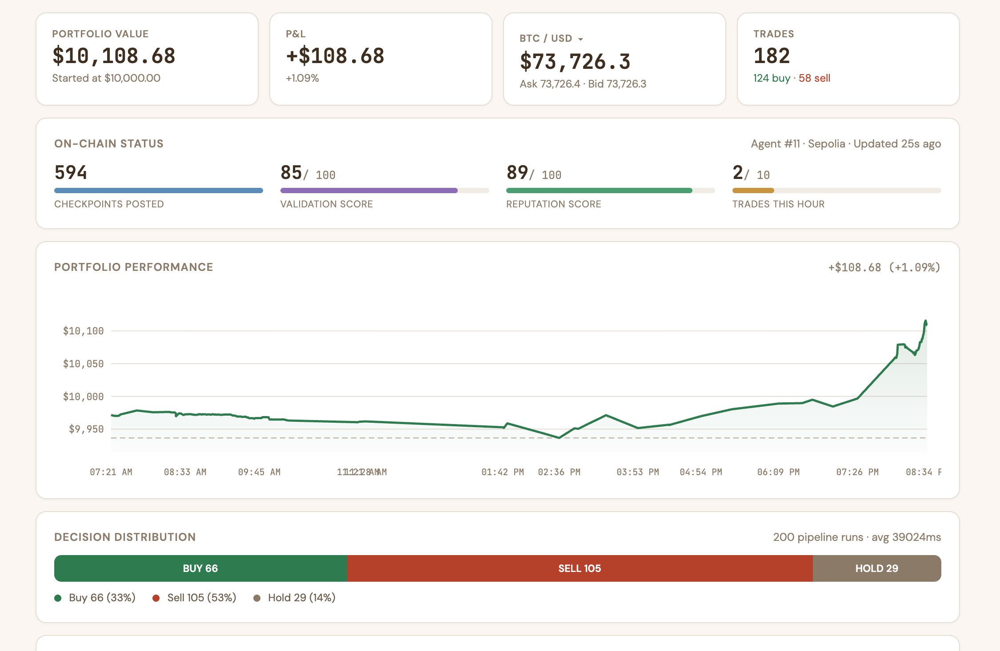 PORTFOLIO VALUE
$10,108.68
Started at $10,000.00
P&L
+$108.68
+1.09%
BTC / USD
$73,726.3
Ask 73,726.4 · Bid 73,726.3
TRADES
182
124 buy · 58 sell
ON-CHAIN STATUS
Agent #11 · Sepolia · Updated 25s ago
594
CHECKPOINTS POSTED
85/ 100
VALIDATION SCORE
89/ 100
REPUTATION SCORE
2/ 10
TRADES THIS HOUR
PORTFOLIO PERFORMANCE
+$108.68 (+1.09%)
$10,100
$10,050
$10,000
$9,950
07:21 AM 08:33 AM 09:45 AM 01:42 PM 02:36 PM 03:53 PM 04:54 PM 06:09 PM 07:26 PM 08:34
DECISION DISTRIBUTION
200 pipeline runs · avg 39024ms
BUY 66 SELL 105 HOLD 29
Buy 66 (33%) Sell 105 (53%) Hold 29 (14%)